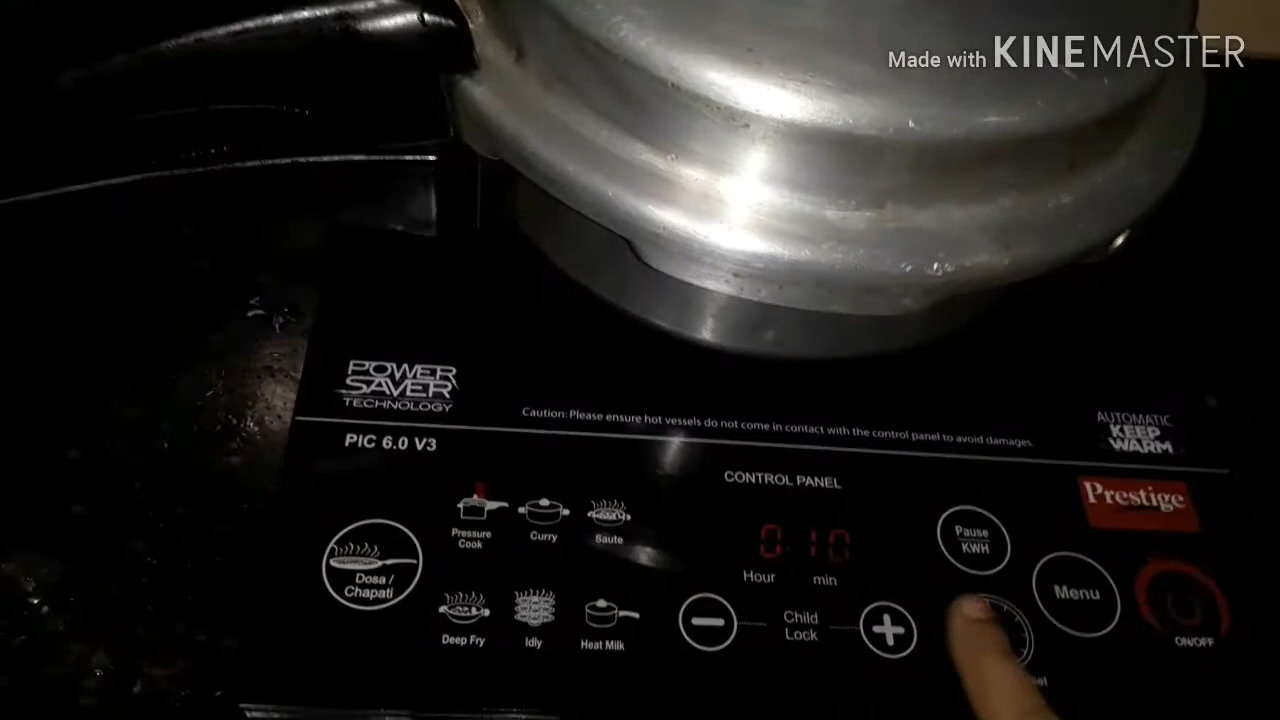 Made with KINEMASTER
POWER
SAVER
TECHNOLOGY
Caution: Please ensure hot vessels do not come in contact with the control panel to avoid damages.
AUTOMATIC
KEEP
WARM
PIC 6.0 V3
CONTROL PANEL
Prestige
Pressure
Cook
Curry
Saute
0:10
Hour
min
Pause
KWH
Menu
ON/OFF
Dosa /
Chapati
Deep Fry
Idly
Heat Milk
Child
Lock